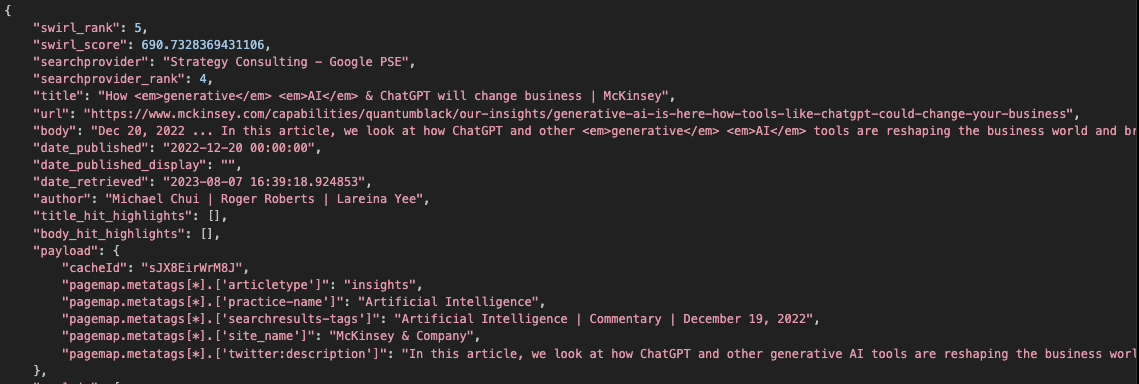 {
"swirl_rank": 5,
"swirl_score": 690.7328369431106,
"searchprovider": "Strategy Consulting - Google PSE",
"searchprovider_rank": 4,
"title": "How <em>generative</em> <em>AI</em> & ChatGPT will change business | McKinsey",
"url": "https://www.mckinsey.com/capabilities/quantumblack/our-insights/generative-ai-is-here-how-tools-like-chatgpt-could-change-your-business",
"body": "Dec 20, 2022 ... In this article, we look at how ChatGPT and other <em>generative</em> <em>AI</em> tools are reshaping the business world and br
"date_published": "2022-12-20 00:00:00",
"date_published_display": "",
"date_retrieved": "2023-08-07 16:39:18.924853",
"author": "Michael Chui | Roger Roberts | Lareina Yee",
"title_hit_highlights": [],
"body_hit_highlights": [],
"payload": {
"cacheId": "sJX8EirWrM8J",
"pagemap.metatags[*].['articletype']": "insights",
"pagemap.metatags[*].['practice-name']": "Artificial Intelligence",
"pagemap.metatags[*].['searchresults-tags']": "Artificial Intelligence | Commentary | December 19, 2022",
"pagemap.metatags[*].['site_name']": "McKinsey & Company",
"pagemap.metatags[*].['twitter:description']": "In this article, we look at how ChatGPT and other generative AI tools are reshaping the business worl
},